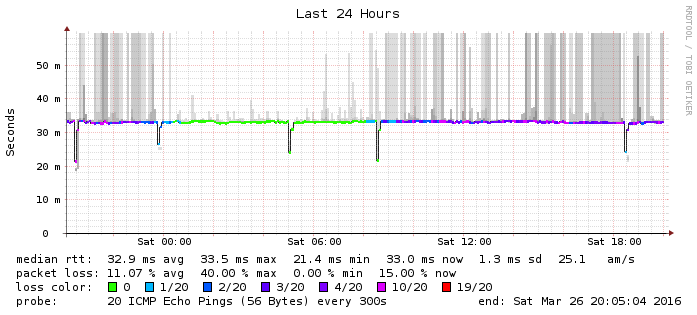 Last 24 Hours
RRDTOOL / TOBI OETIKER
Seconds
50 m
40 m
30 m
20 m
10 m
0
Sat 00:00 Sat 06:00 Sat 12:00 Sat 18:00
median rtt: 32.9 ms avg 33.5 ms max 21.4 ms min 33.0 ms now 1.3 ms sd 25.1 am/s
packet loss: 11.07 % avg 40.00 % max 0.00 % min 15.00 % now
loss color: 0 1/20 2/20 3/20 4/20 10/20 19/20
probe: 20 ICMP Echo Pings (56 Bytes) every 300s end: Sat Mar 26 20:05:04 2016